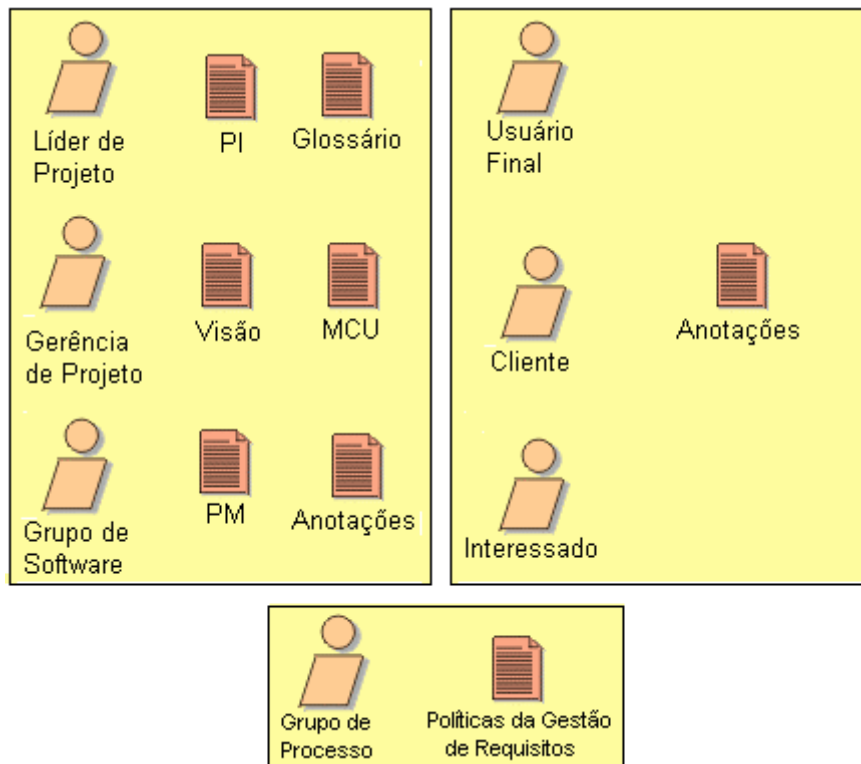 Líder de
Projeto
PI
Glossário
Gerência
de Projeto
Visão
MCU
Grupo de
Software
PM
Anotações
Usuário
Final
Cliente
Anotações
Interessado
Grupo de
Processo
Políticas da Gestão
de Requisitos